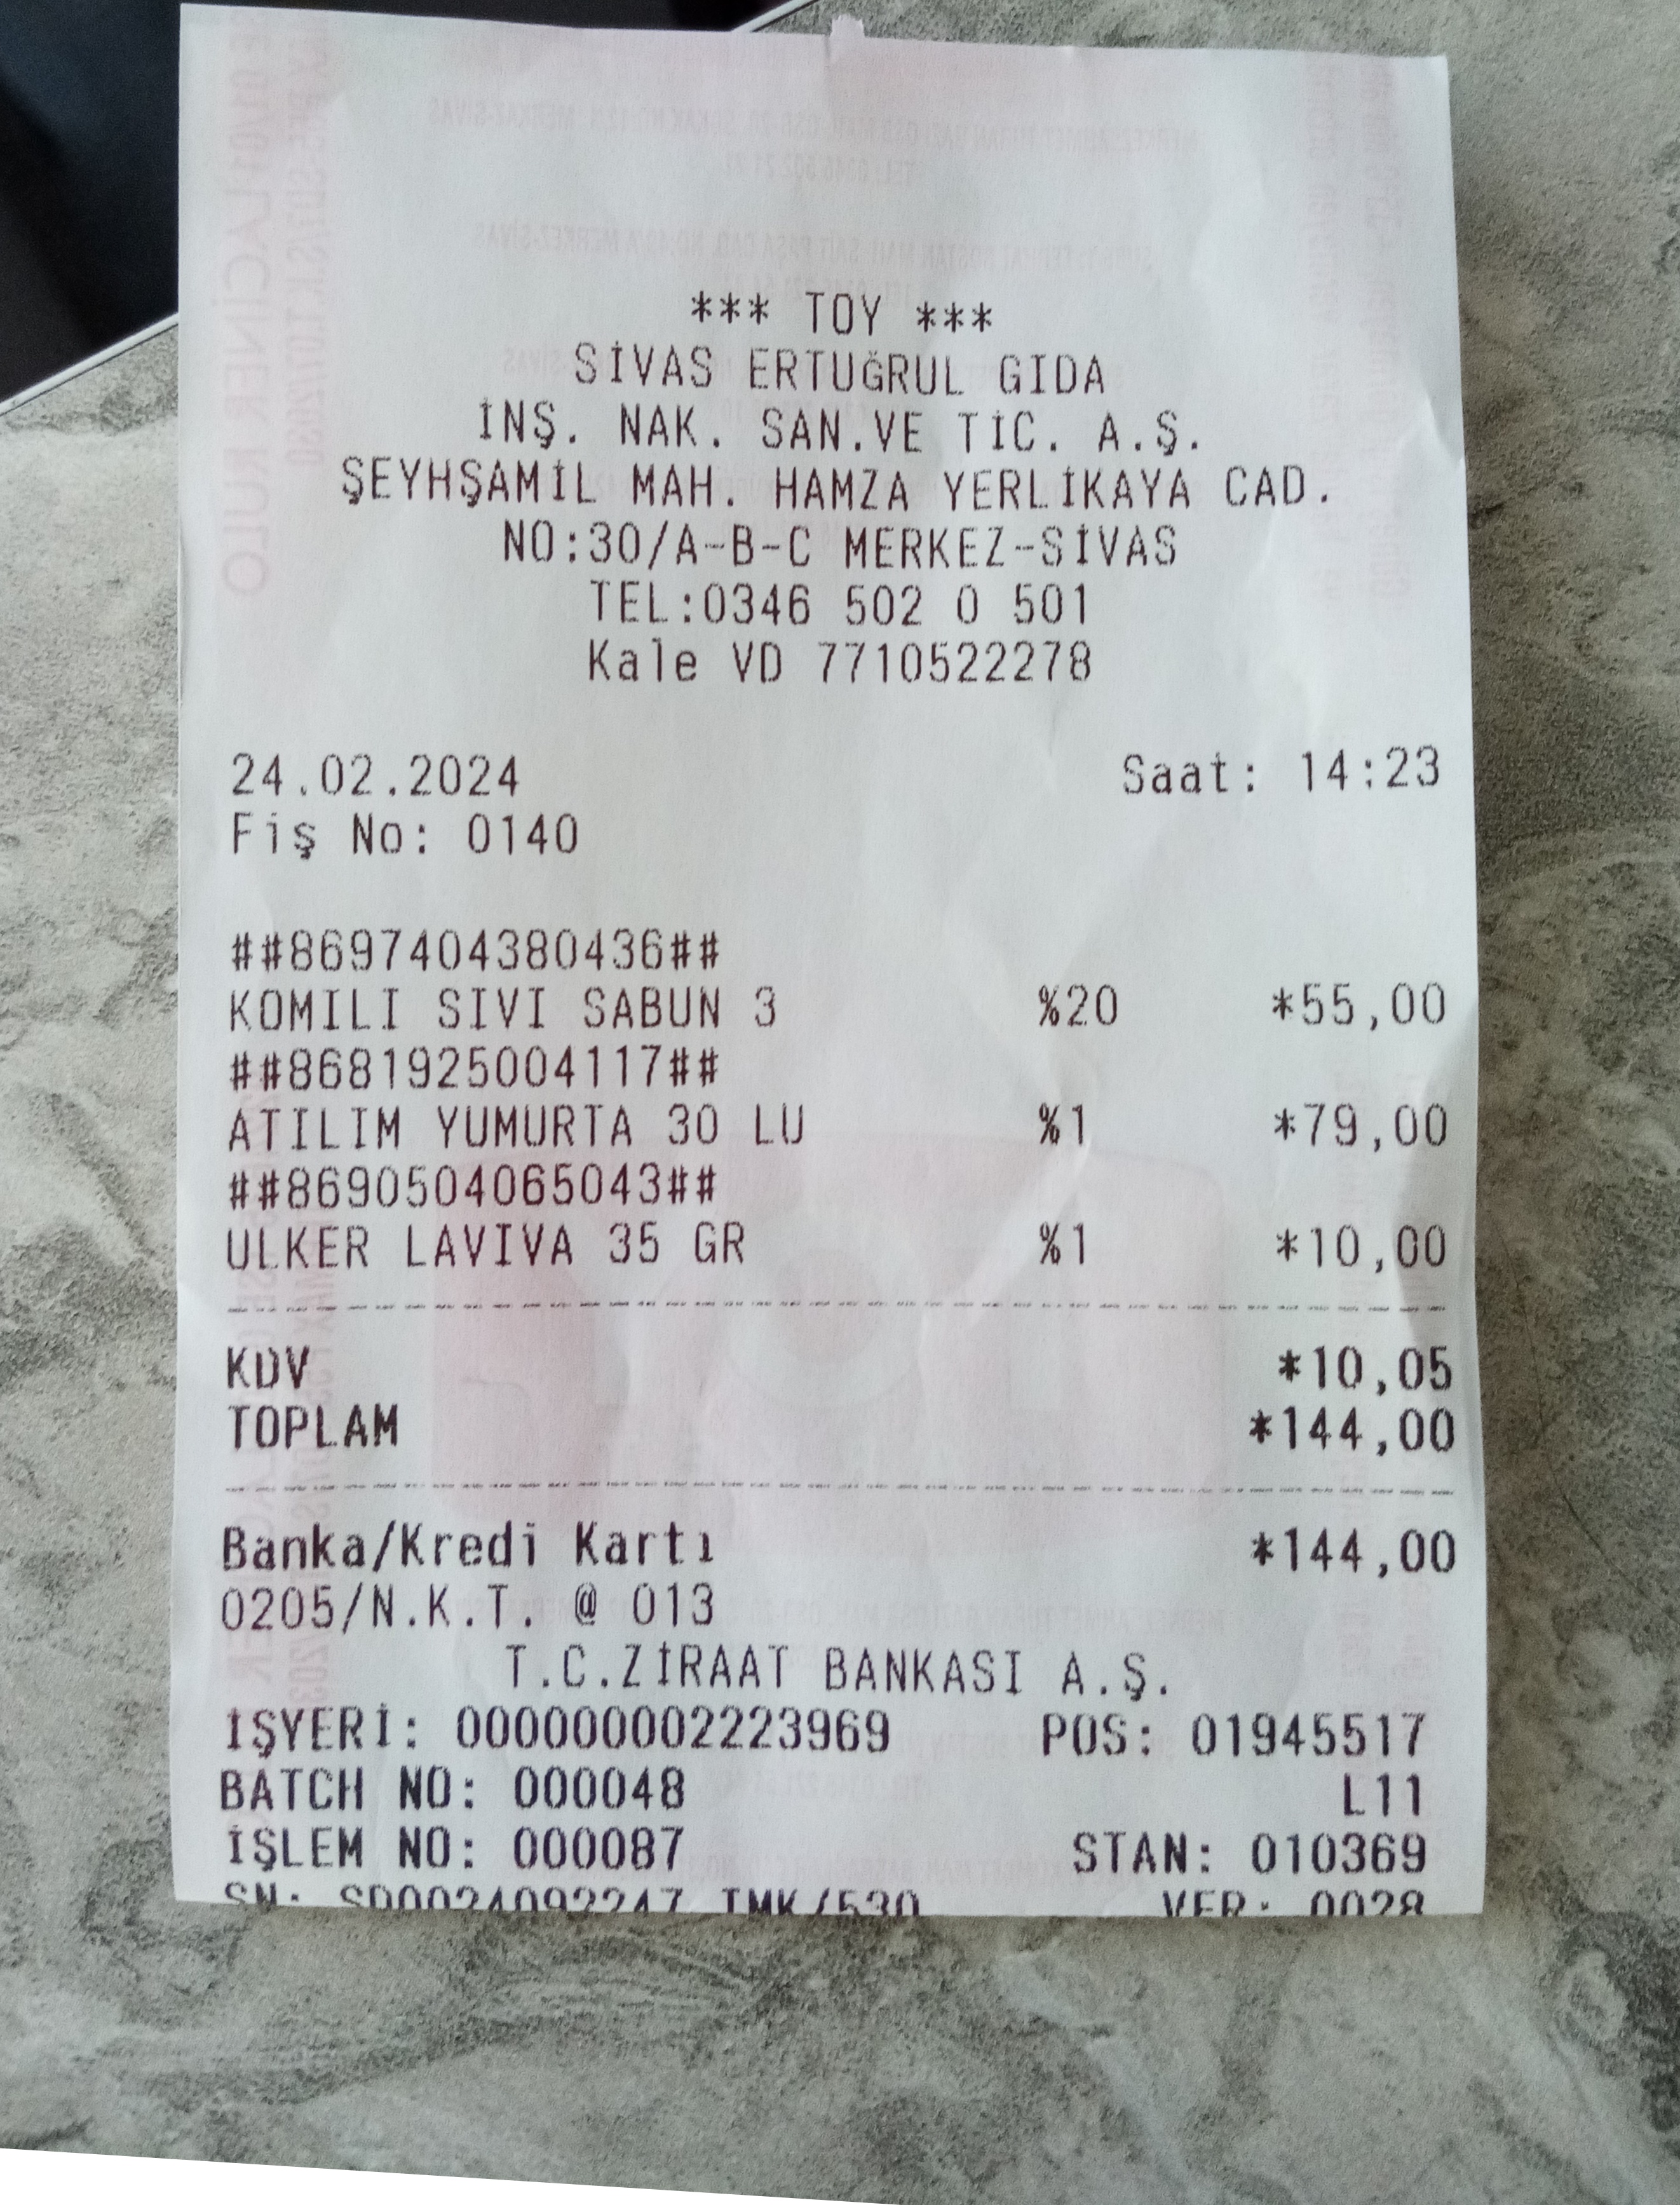 *** TOY ***
SİVAS ERTUĞRUL GIDA
İNŞ. NAK. SAN.VE TİC. A.Ş.
ŞEYHŞAMİL MAH. HAMZA YERLİKAYA CAD.
NO:30/A-B-C MERKEZ-SİVAS
TEL:0346 502 0 501
Kale VD 7710522278
24.02.2024 Saat: 14:23
Fiş No: 0140
##8697404380436##
KOMILI SIVI SABUN 3 %20 *55,00
##8681925004117##
ATILIM YUMURTA 30 LU %1 *79,00
##8690504065043##
ULKER LAVIVA 35 GR %1 *10,00
KDV *10,05
TOPLAM *144,00
Banka/Kredi Kartı *144,00
0205/N.K.T. @ 013
T.C.ZİRAAT BANKASI A.Ş.
İŞYERİ: 000000002223969 POS: 01945517
BATCH NO: 000048 L11
İŞLEM NO: 000087 STAN: 010369
SN: VER: 0028